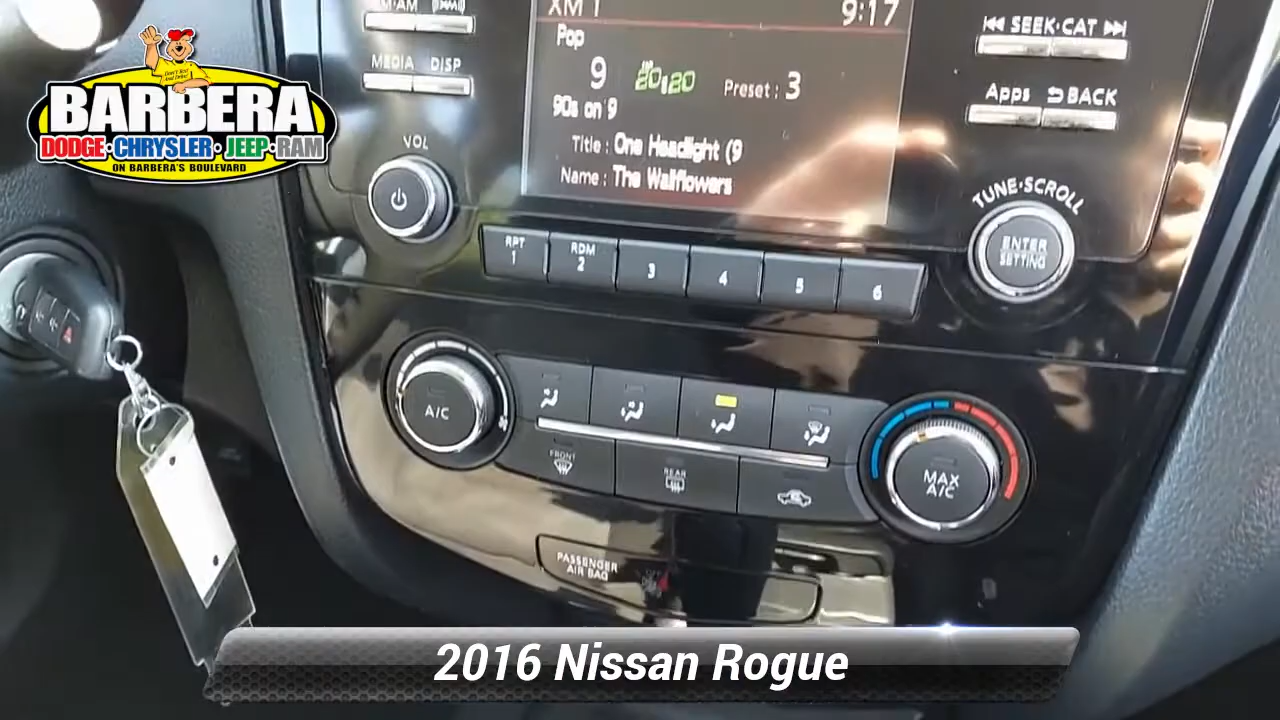 BARBERA
DODGE·CHRYSLER·JEEP·RAM
ON BARBERA'S BOULEVARD
XM 1
9:17
Pop
9
Preset : 3
90s on 9
Title : One Headlight (9
Name : The Wallflowers
MEDIA DISP
VOL
SEEK·CAT
Apps BACK
TUNE·SCROLL
ENTER
SETTING
RPT
1
RDM
2
3
4
5
6
A/C
FRONT
REAR
MAX
A/C
PASSENGER
AIR BAG
2016 Nissan Rogue